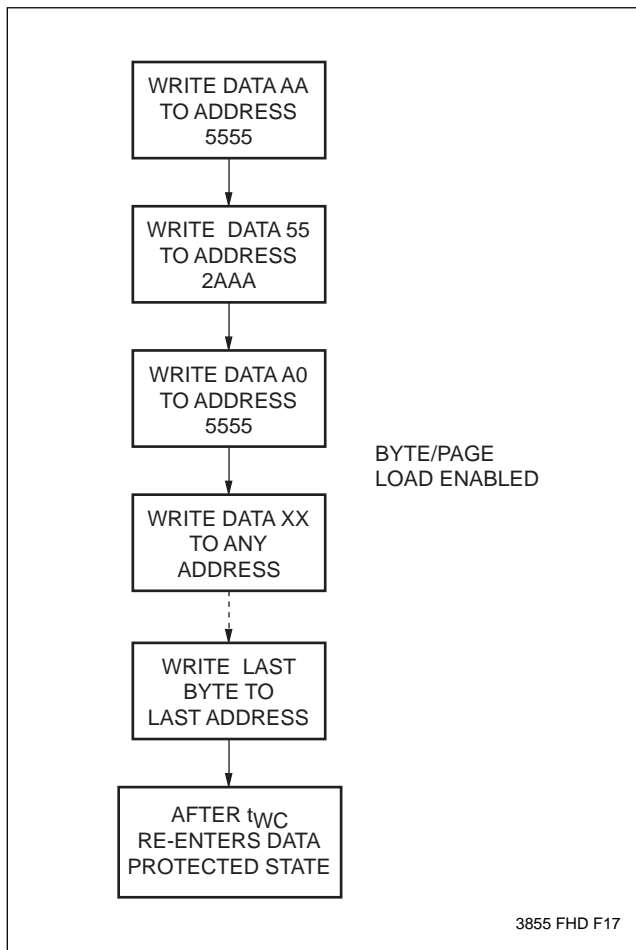 WRITE DATA AA
TO ADDRESS
5555
WRITE DATA 55
TO ADDRESS
2AAA
WRITE DATA A0
TO ADDRESS
5555
BYTE/PAGE
LOAD ENABLED
WRITE DATA XX
TO ANY
ADDRESS
WRITE LAST
BYTE TO
LAST ADDRESS
AFTER tWC
RE-ENTERS DATA
PROTECTED STATE
3855 FHD F17